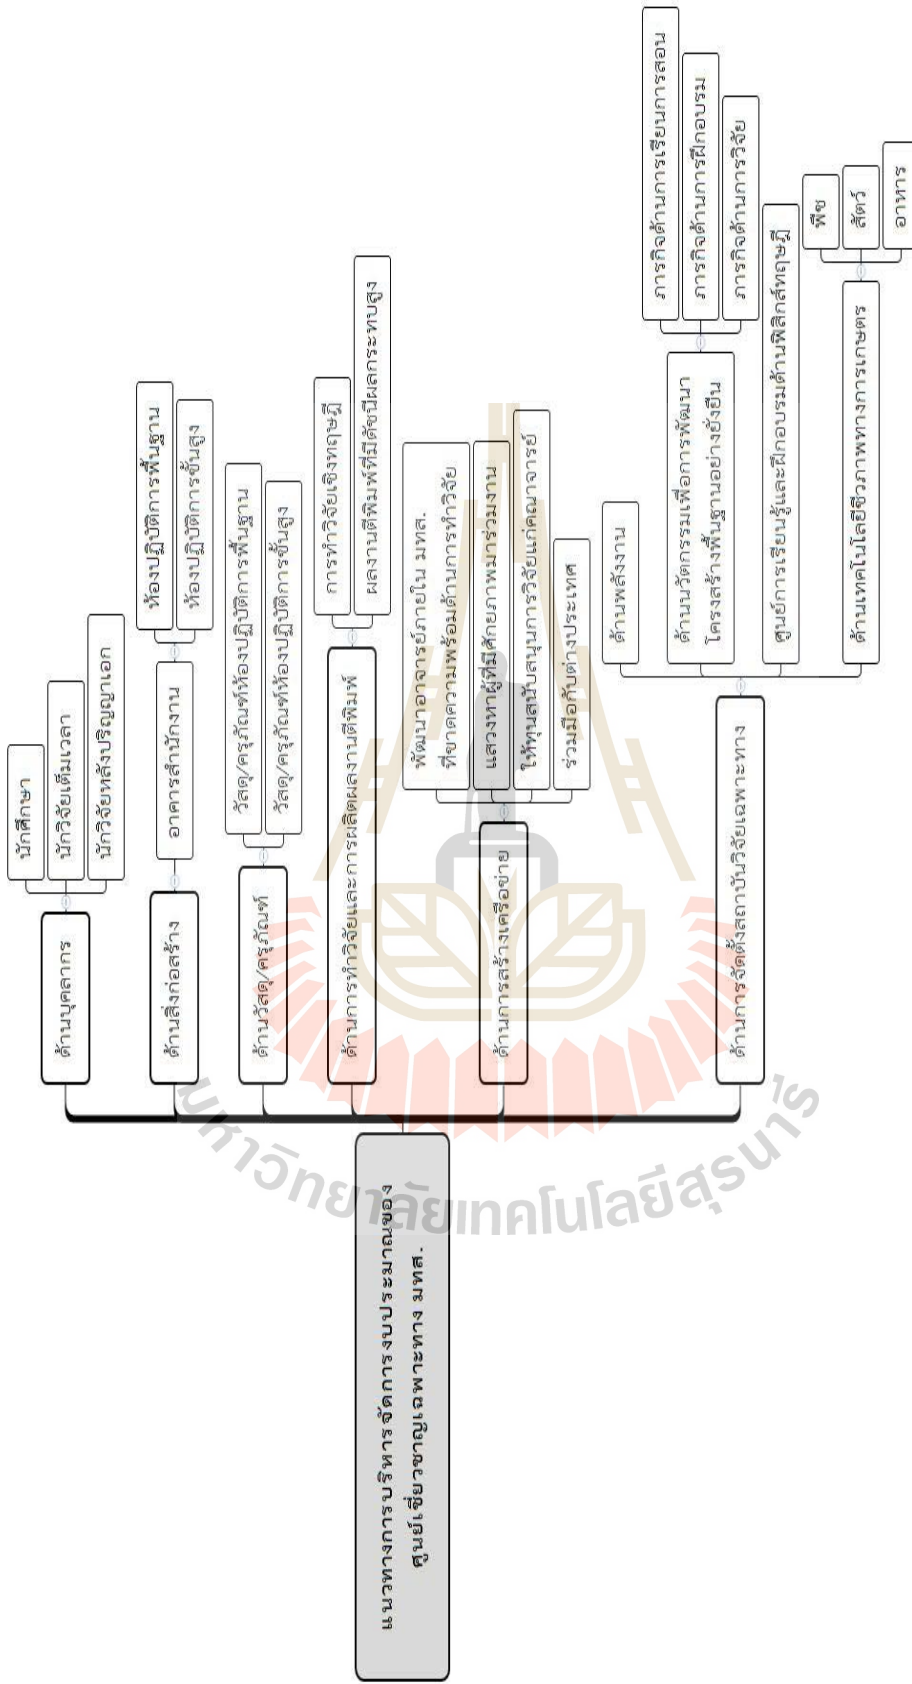 แนวทางการบริหารจัดการงบประมาณของ
ศูนย์เชี่ยวชาญเฉพาะทาง มทส.
ด้านบุคลากร
นักศึกษา
นักวิจัยเต็มเวลา
นักวิจัยหลังปริญญาเอก
ด้านสิ่งก่อสร้าง
อาคารสำนักงาน
ห้องปฏิบัติการพื้นฐาน
ห้องปฏิบัติการขั้นสูง
ด้านวัสดุ/ครุภัณฑ์
วัสดุ/ครุภัณฑ์ห้องปฏิบัติการพื้นฐาน
วัสดุ/ครุภัณฑ์ห้องปฏิบัติการขั้นสูง
ด้านการทำวิจัยและการผลิตผลงานตีพิมพ์
การทำวิจัยเชิงทฤษฎี
ผลงานตีพิมพ์ที่มีดัชนีผลกระทบสูง
ด้านการสร้างเครือข่าย
พัฒนาอาจารย์ภายใน มทส.
ที่ขาดความพร้อมด้านการทำวิจัย
แสวงหาผู้ที่มีศักยภาพมาร่วมงาน
ให้ทุนสนับสนุนการวิจัยแก่คณาจารย์
ร่วมมือกับต่างประเทศ
ด้านการจัดตั้งสถาบันวิจัยเฉพาะทาง
ด้านพลังงาน
ด้านนวัตกรรมเพื่อการพัฒนา
โครงสร้างพื้นฐานอย่างยั่งยืน
ภารกิจด้านการเรียนการสอน
ภารกิจด้านการฝึกอบรม
ภารกิจด้านการวิจัย
ศูนย์การเรียนรู้และฝึกอบรมด้านฟิสิกส์ทฤษฎี
ด้านเทคโนโลยีชีวภาพทางการเกษตร
พืช
สัตว์
อาหาร
มหาวิทยาลัยเทคโนโลยีสุรนารี